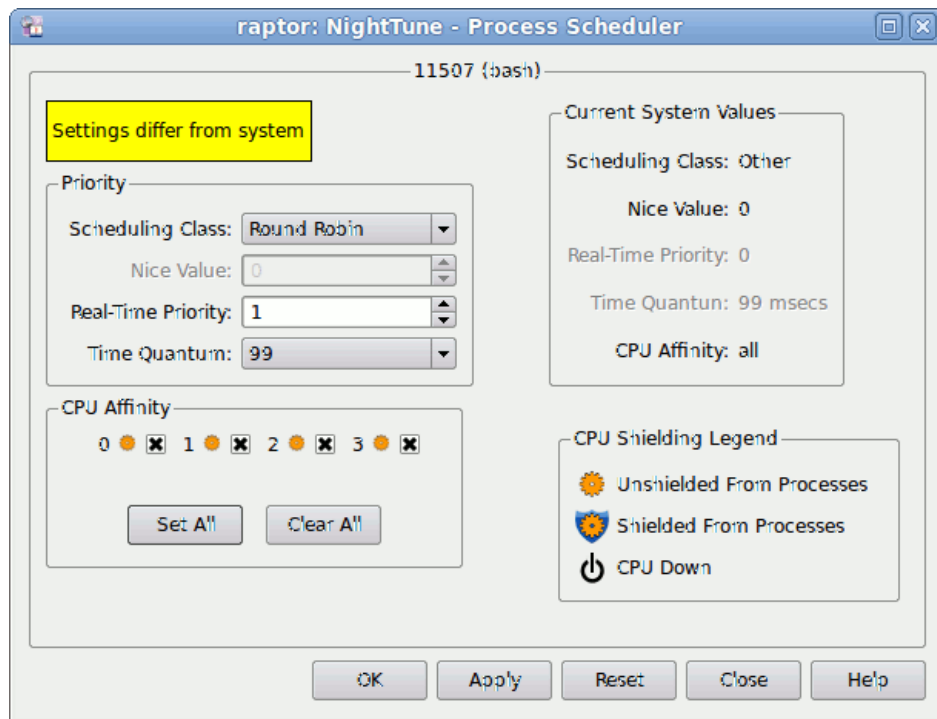 raptor: NightTune - Process Scheduler
11507 (bash)
Settings differ from system
Priority
Scheduling Class: Round Robin
Nice Value: 0
Real-Time Priority: 1
Time Quantum: 99
CPU Affinity
0 1 2 3
Set All Clear All
Current System Values
Scheduling Class: Other
Nice Value: 0
Real-Time Priority: 0
Time Quantun: 99 msecs
CPU Affinity: all
CPU Shielding Legend
Unshielded From Processes
Shielded From Processes
CPU Down
OK Apply Reset Close Help